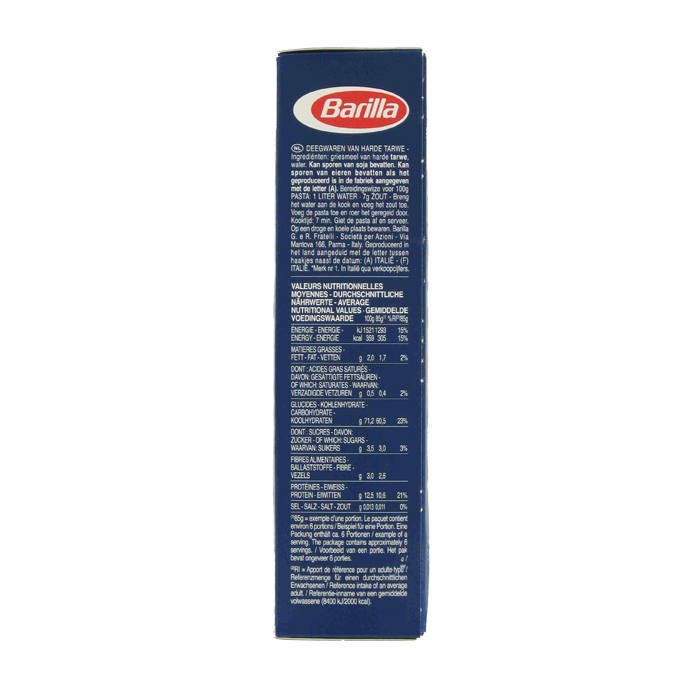 Barilla
NL DEEGWAREN VAN HARDE TARWE -
Ingrediënten: griesmeel van harde tarwe,
water. Kan sporen van soja bevatten. Kan
sporen van eieren bevatten als het
geproduceerd is in de fabriek aangegeven
met de letter (A). Bereidingswijze voor 100g
PASTA: 1 LITER WATER - 7g ZOUT - Breng
het water aan de kook en voeg het zout toe.
Voeg de pasta toe en roer het geregeld door.
Kooktijd: 7 min. Giet de pasta af en serveer.
Op een droge en koele plaats bewaren. Barilla
G. e R. Fratelli - Società per Azioni - Via
Mantova 166, Parma - Italy. Geproduceerd in
het land aangeduid met de letter tussen
haakjes naast de datum: (A) ITALIË - (F)
ITALIË. *Merk nr 1. In Italië qua verkoopcijfers.
VALEURS NUTRITIONNELLES
MOYENNES - DURCHSCHNITTLICHE
NÄHRWERTE - AVERAGE
NUTRITIONAL VALUES - GEMIDDELDE
VOEDINGSWAARDE 100g 85g⁽¹⁾ %RI⁽²⁾/85g
ÉNERGIE - ENERGIE - kJ 1521 1293 15%
ENERGY - ENERGIE kcal 359 305 15%
MATIERES GRASSES -
FETT - FAT - VETTEN g 2,0 1,7 2%
DONT : ACIDES GRAS SATURÉS -
DAVON: GESÄTTIGTE FETTSÄUREN -
OF WHICH: SATURATES - WAARVAN:
VERZADIGDE VETZUREN g 0,5 0,4 2%
GLUCIDES - KOHLENHYDRATE -
CARBOHYDRATE -
KOOLHYDRATEN g 71,2 60,5 23%
DONT : SUCRES - DAVON:
ZUCKER - OF WHICH: SUGARS -
WAARVAN: SUIKERS g 3,5 3,0 3%
FIBRES ALIMENTAIRES -
BALLASTSTOFFE - FIBRE -
VEZELS g 3,0 2,6
PROTEINES - EIWEISS -
PROTEIN - EIWITTEN g 12,5 10,6 21%
SEL - SALZ - SALT - ZOUT g 0,013 0,011 0%
⁽¹⁾85g = exemple d'une portion. Le paquet contient
environ 6 portions / Beispiel für eine Portion. Eine
Packung enthält ca. 6 Portionen / example of a
serving. The package contains approximately 6
servings. / Voorbeeld van een portie. Het pak
bevat ongeveer 6 porties.
⁽²⁾RI = Apport de référence pour un adulte-type /
Referenzmenge für einen durchschnittlichen
Erwachsenen / Reference intake of an average
adult. / Referentie-inname van een gemiddelde
volwassene (8400 kJ/2000 kcal).